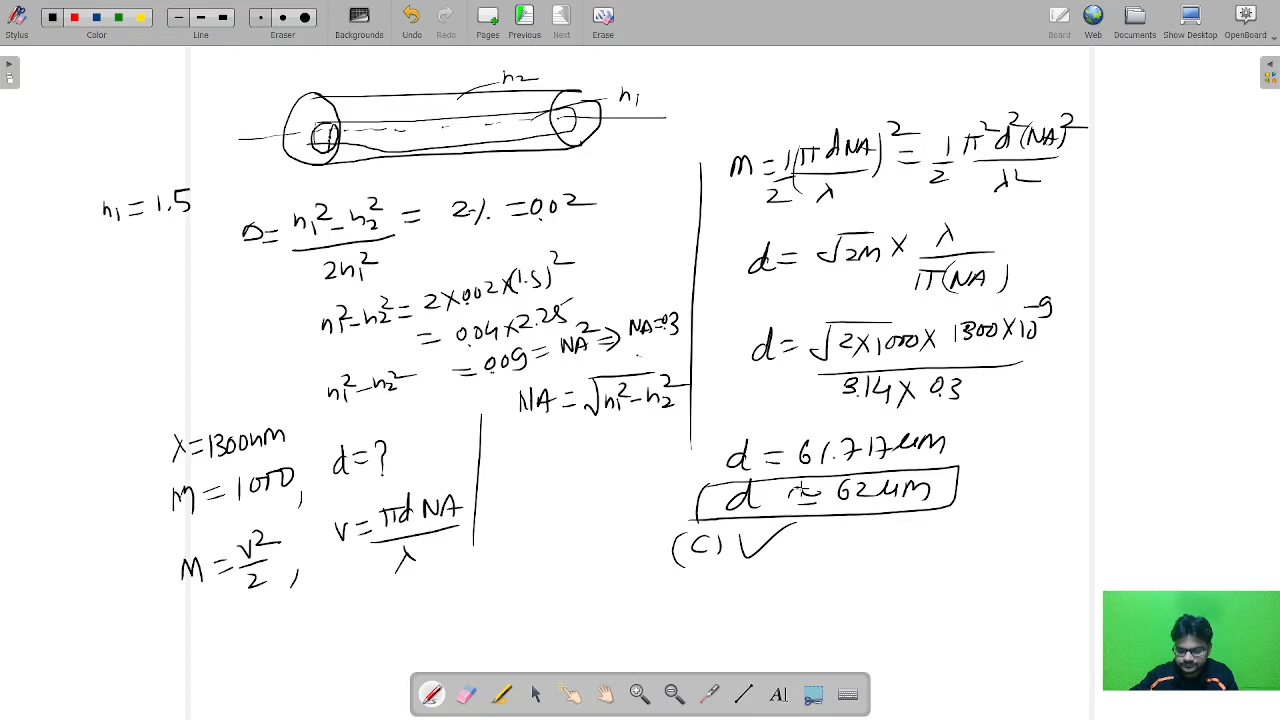 Stylus
Color
Line
Eraser
Backgrounds
Undo
Redo
Pages
Previous
Next
Erase
Board
Web
Documents
Show Desktop
OpenBoard
n2
n1
n1 = 1.5
Δ = n1² - n2² / 2n1² = 2% = 0.02
n1² - n2² = 2 × 0.02 × (1.5)²
= 0.04 × 2.25
= 0.09 = NA² ⇒ NA = 0.3
n1² - n2²
NA = √n1² - n2²
λ = 1300nm
M = 1000, d = ?
M = V²/2, V = πd NA / λ
M = 1/2 (π d NA / λ)² = 1/2 π² d² (NA)² / λ²
d = √2M × λ / π(NA)
d = √2×1000 × 1300×10⁻⁹ / 3.14 × 0.3
d = 61.717 μm
d ≃ 62 μm
(C) ✓
AI